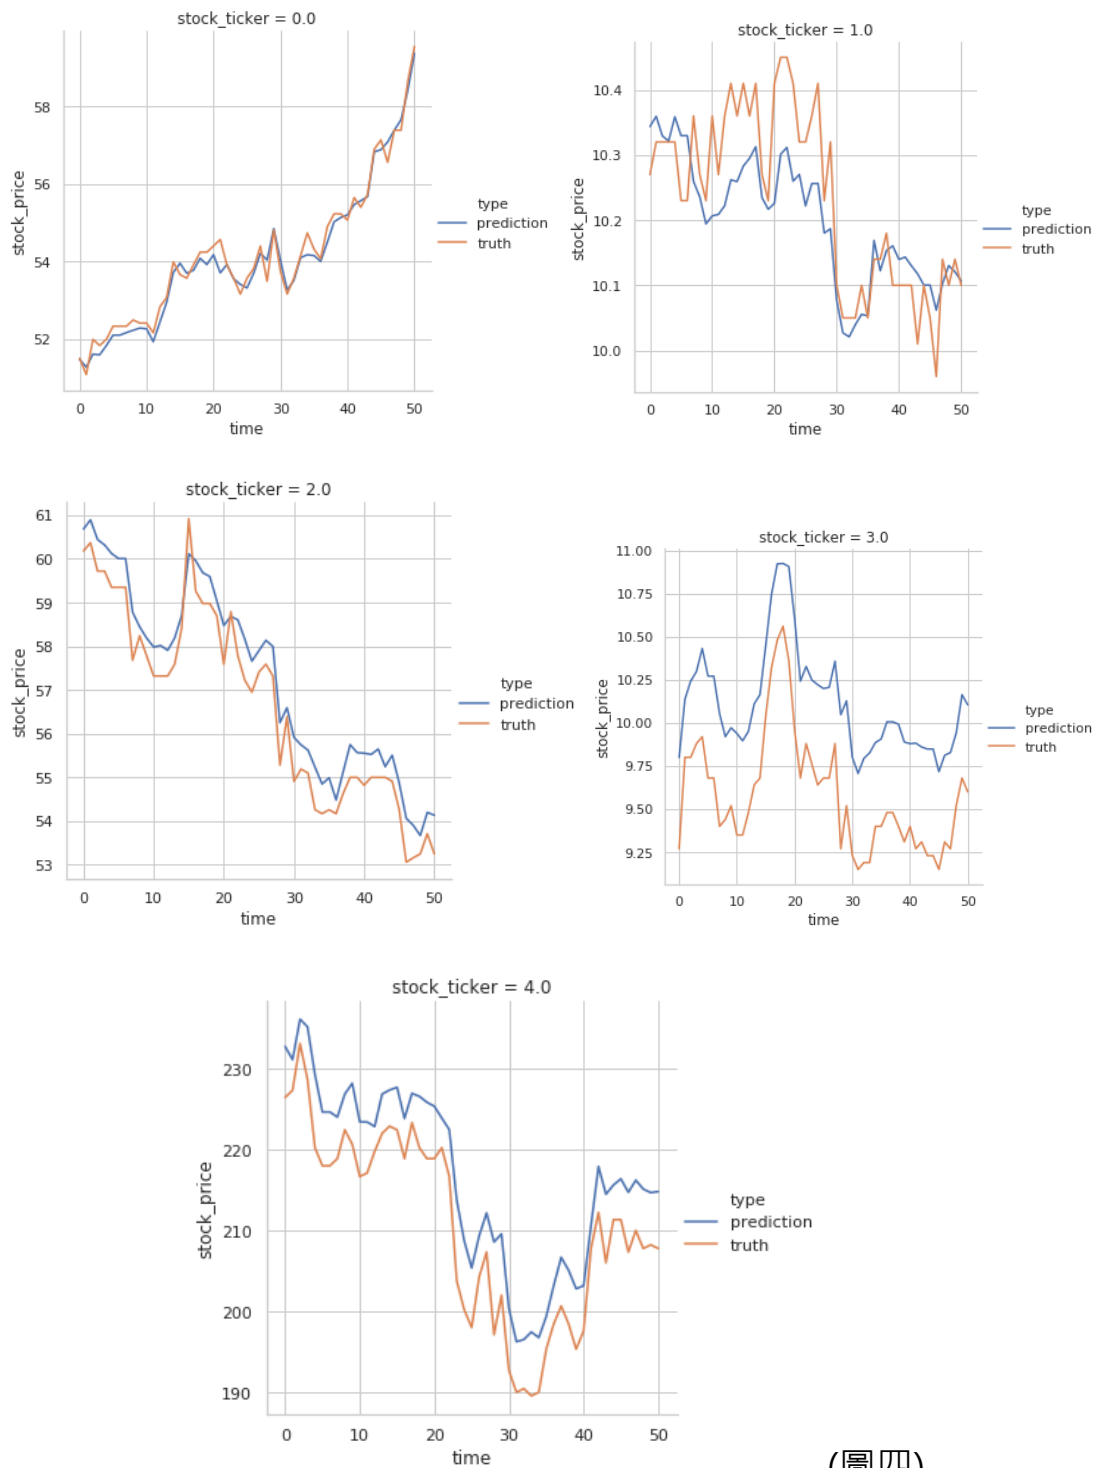 stock_ticker = 0.0
58
56
54
52
stock_price
0 10 20 30 40 50
time
type
prediction
truth
stock_ticker = 1.0
10.4
10.3
10.2
10.1
10.0
stock_price
0 10 20 30 40 50
time
type
prediction
truth
stock_ticker = 2.0
61
60
59
58
57
56
55
54
53
stock_price
0 10 20 30 40 50
time
type
prediction
truth
stock_ticker = 3.0
11.00
10.75
10.50
10.25
10.00
9.75
9.50
9.25
stock_price
0 10 20 30 40 50
time
type
prediction
truth
stock_ticker = 4.0
230
220
210
200
190
stock_price
0 10 20 30 40 50
time
type
prediction
truth
(圖四)